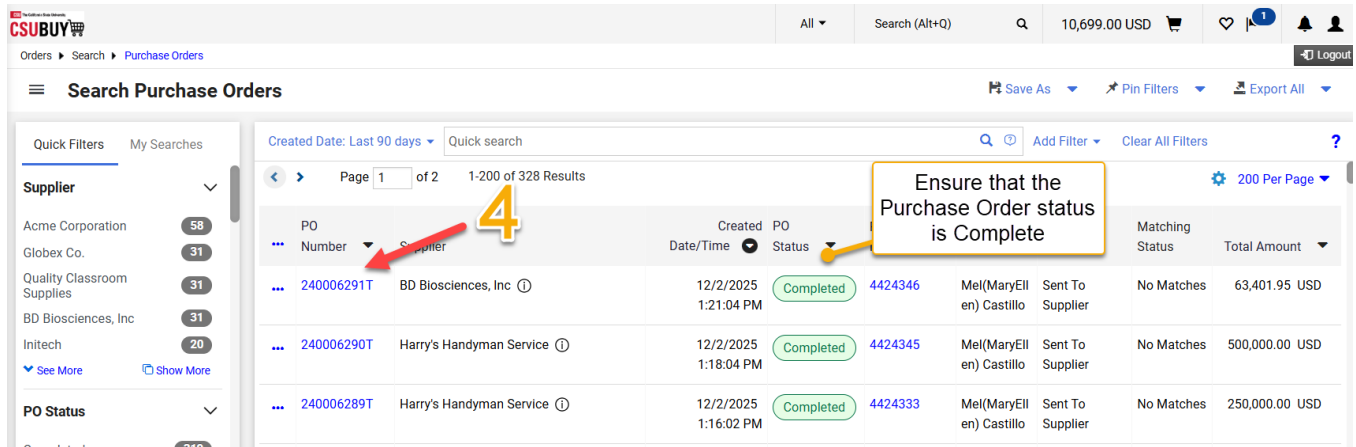 CSU The California State University
CSUBUY
All
Search (Alt+Q)
10,699.00 USD
1
Orders Search Purchase Orders
Logout
Search Purchase Orders
Save As
Pin Filters
Export All
Quick Filters
My Searches
Created Date: Last 90 days
Quick search
Add Filter
Clear All Filters
?
Supplier
Page 1 of 2
1-200 of 328 Results
200 Per Page
Ensure that the
Purchase Order status
is Complete
4
Acme Corporation 58
Globex Co. 31
Quality Classroom
Supplies 31
BD Biosciences, Inc 31
Initech 20
See More
Show More
PO Status
PO
Number
Supplier
Created
Date/Time
PO
Status
Matching
Status
Total Amount
240006291T BD Biosciences, Inc 12/2/2025 Completed 4424346 Mel(MaryEll Sent To No Matches 63,401.95 USD
1:21:04 PM en) Castillo Supplier
240006290T Harry's Handyman Service 12/2/2025 Completed 4424345 Mel(MaryEll Sent To No Matches 500,000.00 USD
1:18:04 PM en) Castillo Supplier
240006289T Harry's Handyman Service 12/2/2025 Completed 4424333 Mel(MaryEll Sent To No Matches 250,000.00 USD
1:16:02 PM en) Castillo Supplier